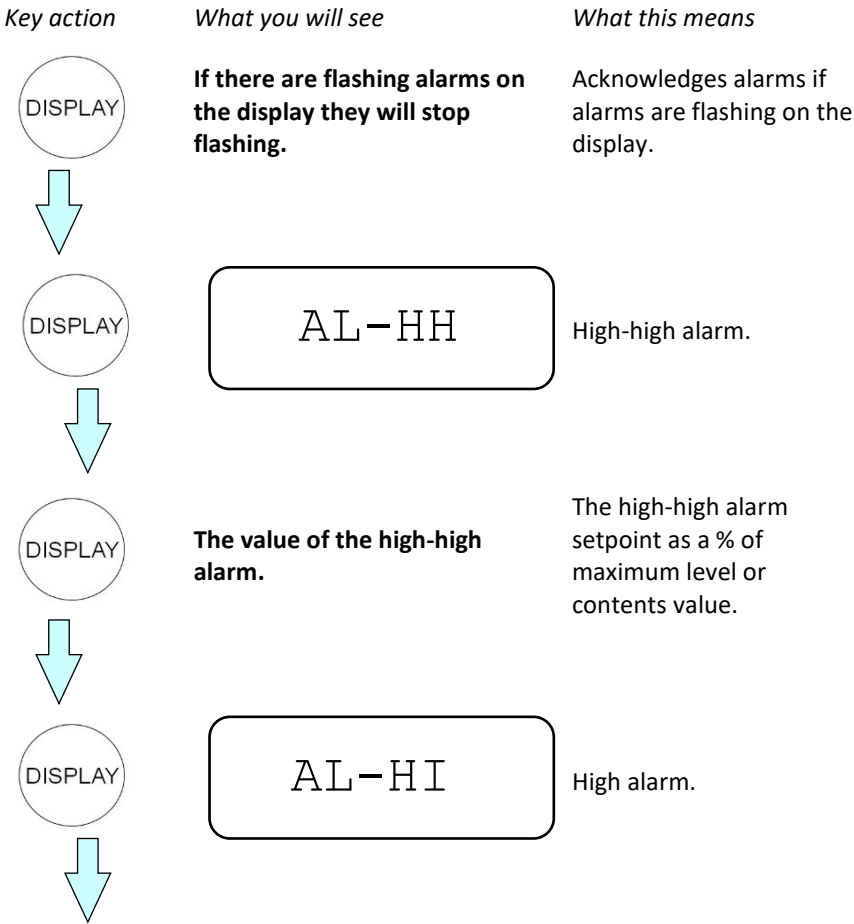 Key action What you will see What this means
DISPLAY
If there are flashing alarms on
the display they will stop
flashing.
Acknowledges alarms if
alarms are flashing on the
display.
DISPLAY
AL-HH
High-high alarm.
DISPLAY
The value of the high-high
alarm.
The high-high alarm
setpoint as a % of
maximum level or
contents value.
DISPLAY
AL-HI
High alarm.